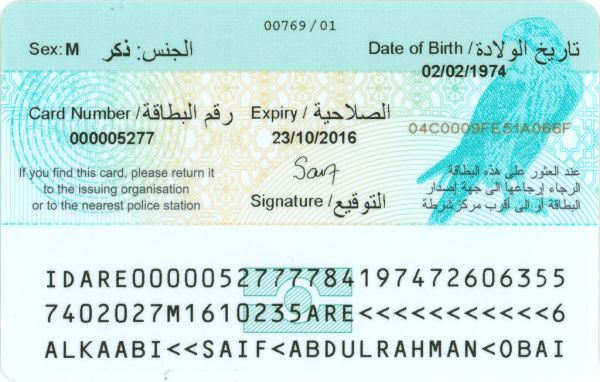 00769/01
Sex: M الجنس: ذكر Date of Birth / تاريخ الولادة
02/02/1974
Card Number / رقم البطاقة Expiry / الصلاحية
000005277 23/10/2016
04C0009FE51A066F
If you find this card, please return it
to the issuing organisation
or to the nearest police station
Signature / التوقيع
عند العثور على هذه البطاقة
الرجاء إرجاعها الى جهة إصدار
البطاقة أو الى أقرب مركز شرطة
IDARE0000052777784197472606355
7402027M1610235ARE<<<<<<<<<<<6
ALKAABI<<SAIF<ABDULRAHMAN<OBAI